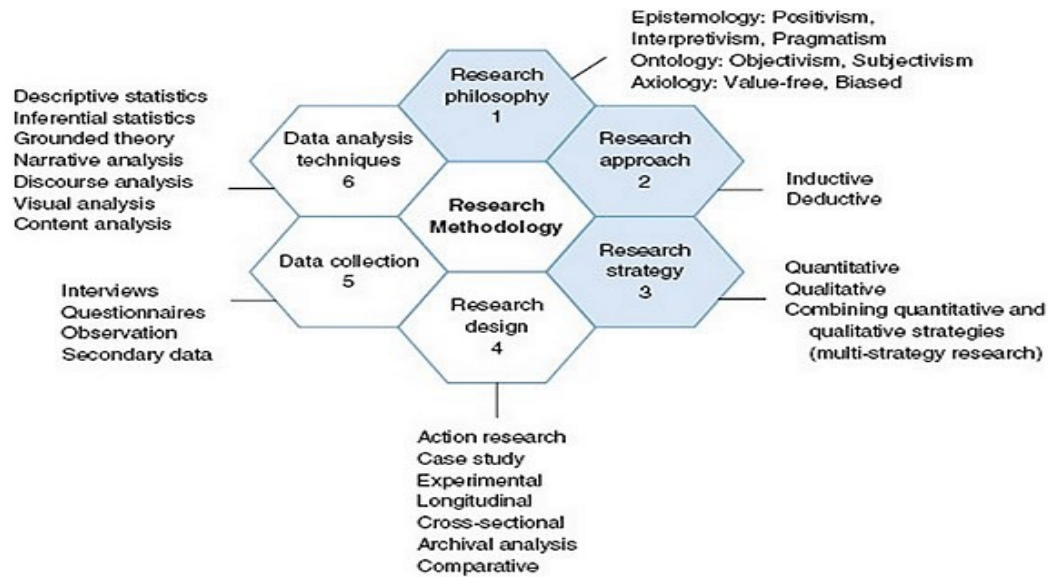 Epistemology: Positivism,
Interpretivism, Pragmatism
Ontology: Objectivism, Subjectivism
Axiology: Value-free, Biased
Research
philosophy
1
Research
approach
2
Inductive
Deductive
Research
strategy
3
Quantitative
Qualitative
Combining quantitative and
qualitative strategies
(multi-strategy research)
Research
design
4
Action research
Case study
Experimental
Longitudinal
Cross-sectional
Archival analysis
Comparative
Data collection
5
Interviews
Questionnaires
Observation
Secondary data
Data analysis
techniques
6
Descriptive statistics
Inferential statistics
Grounded theory
Narrative analysis
Discourse analysis
Visual analysis
Content analysis
Research
Methodology